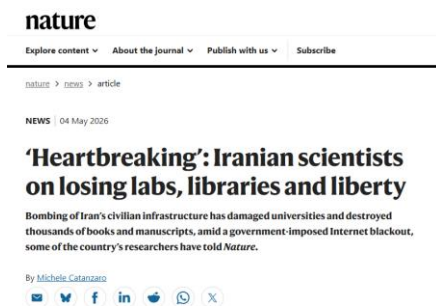 nature
Explore content About the journal Publish with us Subscribe
nature > news > article
NEWS | 04 May 2026
‘Heartbreaking’: Iranian scientists
on losing labs, libraries and liberty
Bombing of Iran’s civilian infrastructure has damaged universities and destroyed
thousands of books and manuscripts, amid a government-imposed Internet blackout,
some of the country’s researchers have told Nature.
By Michele Catanzaro